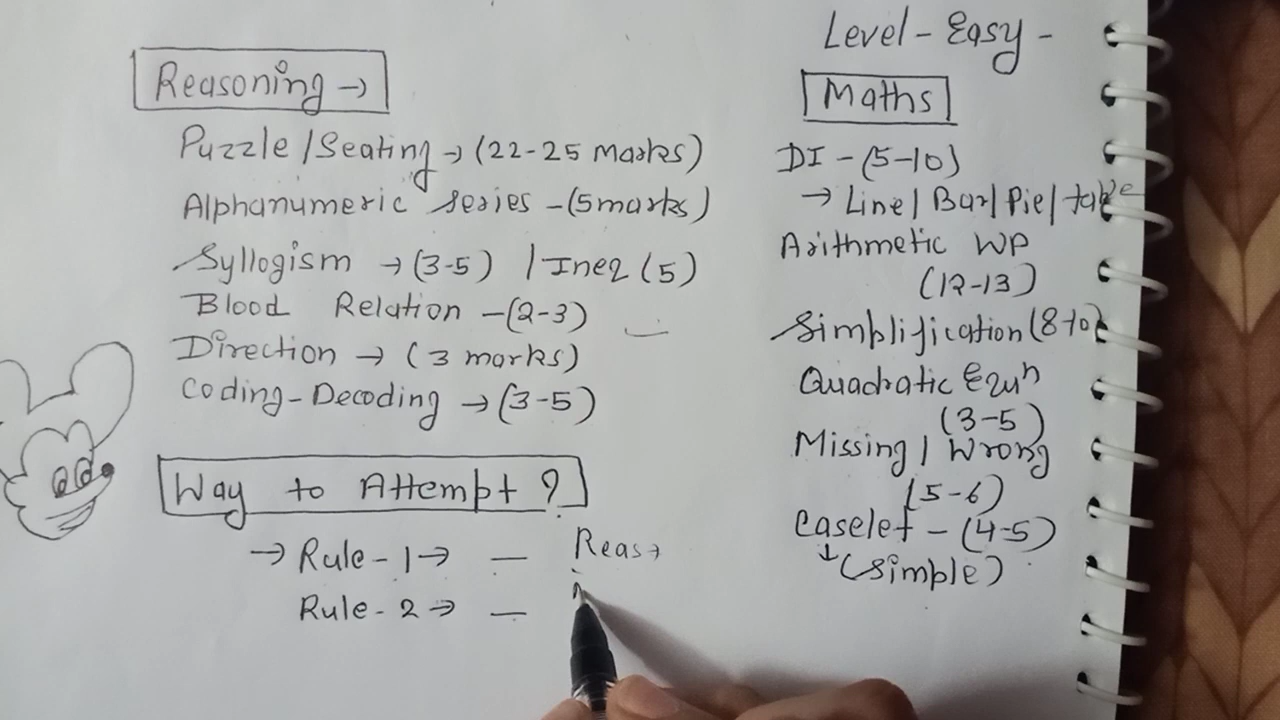 Level - Easy -
Reasoning →
Puzzle / Seating → (22-25 Marks)
Alphanumeric series - (5 marks)
Syllogism → (3-5) / Ineq (5)
Blood Relation - (2-3)
Direction → (3 marks)
Coding-Decoding → (3-5)
Way to Attempt ?
→ Rule - 1 → — Reas →
Rule - 2 → —
Maths
DI - (5-10)
→ Line / Bar / Pie / table
Arithmetic WP
(12-13)
Simplification (8 to
Quadratic Equⁿ
(3-5)
Missing / Wrong
(5-6)
Caselet - (4-5)
↓ (simple)